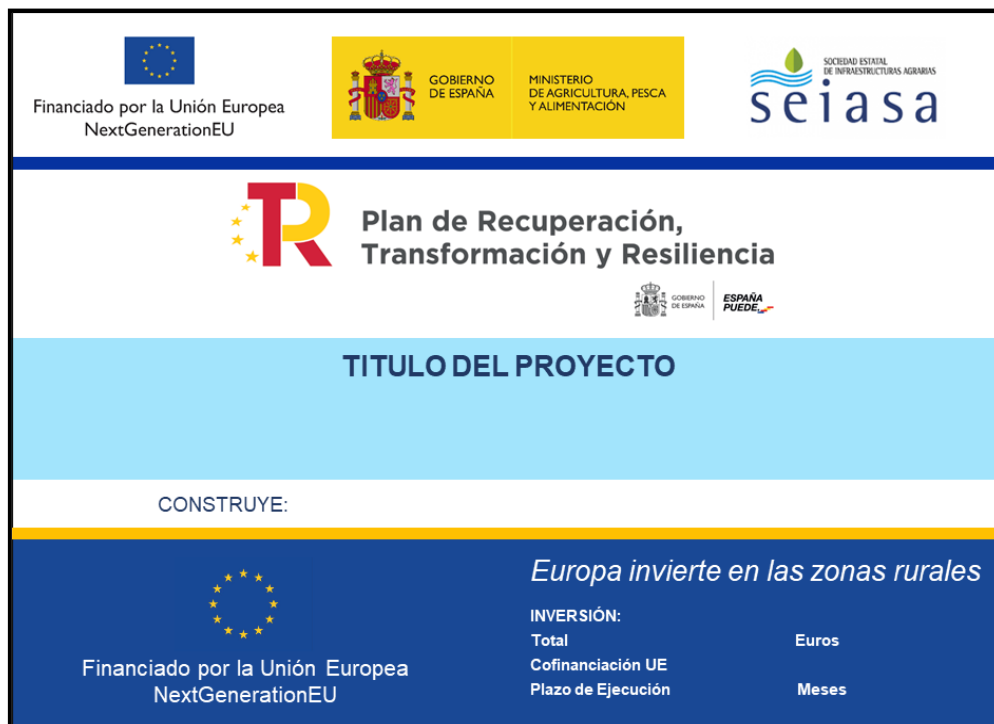 Financiado por la Unión Europea
NextGenerationEU
GOBIERNO
DE ESPAÑA
MINISTERIO
DE AGRICULTURA, PESCA
Y ALIMENTACIÓN
SOCIEDAD ESTATAL
DE INFRAESTRUCTURAS AGRARIAS
seiasa
TR
Plan de Recuperación,
Transformación y Resiliencia
GOBIERNO
DE ESPAÑA
ESPAÑA
PUEDE
TITULO DEL PROYECTO
CONSTRUYE:
Financiado por la Unión Europea
NextGenerationEU
Europa invierte en las zonas rurales
INVERSIÓN:
Total Euros
Cofinanciación UE
Plazo de Ejecución Meses